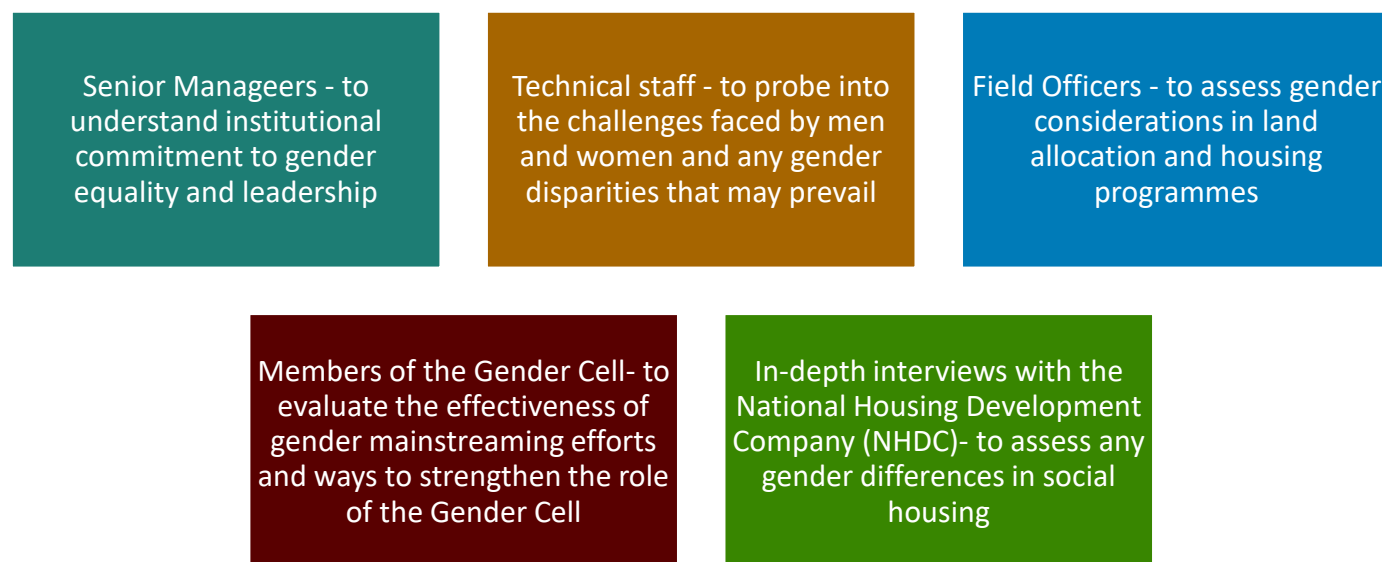 Senior Manageers - to
understand institutional
commitment to gender
equality and leadership
Technical staff - to probe into
the challenges faced by men
and women and any gender
disparities that may prevail
Field Officers - to assess gender
considerations in land
allocation and housing
programmes
Members of the Gender Cell- to
evaluate the effectiveness of
gender mainstreaming efforts
and ways to strengthen the role
of the Gender Cell
In-depth interviews with the
National Housing Development
Company (NHDC)- to assess any
gender differences in social
housing